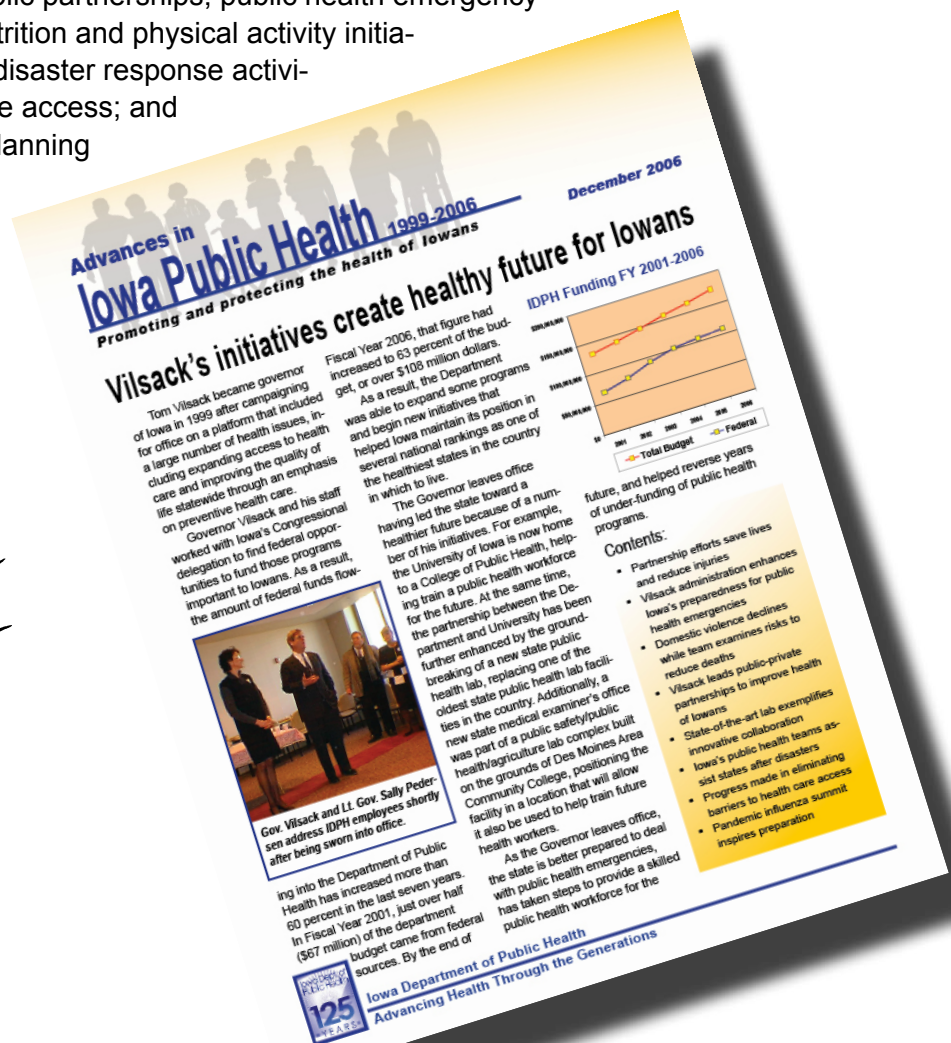 blic partnerships; public health emergency
trition and physical activity initia-
disaster response activi-
e access; and
lanning
December 2006
Advances in
Iowa Public Health 1999-2006
Promoting and protecting the health of Iowans
Vilsack's initiatives create healthy future for Iowans
Tom Vilsack became governor
of Iowa in 1999 after campaigning
for office on a platform that included
a large number of health issues, in-
cluding expanding access to health
care and improving the quality of
life statewide through an emphasis
on preventive health care.
Governor Vilsack and his staff
worked with Iowa's Congressional
delegation to find federal oppor-
tunities to fund those programs
important to Iowans. As a result,
the amount of federal funds flow-
Gov. Vilsack and Lt. Gov. Sally Peder-
sen address IDPH employees shortly
after being sworn into office.
ing into the Department of Public
Health has increased more than
60 percent in the last seven years.
In Fiscal Year 2001, just over half
($67 million) of the department
budget came from federal
sources. By the end of
Fiscal Year 2006, that figure had
increased to 63 percent of the bud-
get, or over $108 million dollars.
As a result, the Department
was able to expand some programs
and begin new initiatives that
helped Iowa maintain its position in
several national rankings as one of
the healthiest states in the country
in which to live.
The Governor leaves office
having led the state toward a
healthier future because of a num-
ber of his initiatives. For example,
the University of Iowa is now home
to a College of Public Health, help-
ing train a public health workforce
for the future. At the same time,
the partnership between the De-
partment and University has been
further enhanced by the ground-
breaking of a new state public
health lab, replacing one of the
oldest state public health lab facili-
ties in the country. Additionally, a
new state medical examiner's office
was part of a public safety/public
health/agriculture lab complex built
on the grounds of Des Moines Area
Community College, positioning the
facility in a location that will allow
it also be used to help train future
health workers.
As the Governor leaves office,
the state is better prepared to deal
with public health emergencies,
has taken steps to provide a skilled
public health workforce for the
IDPH Funding FY 2001-2006
$200,000,000
$150,000,000
$100,000,000
$50,000,000
$0
2001 2002 2003 2004 2005 2006
Total Budget Federal
future, and helped reverse years
of under-funding of public health
programs.
Contents:
• Partnership efforts save lives
and reduce injuries
• Vilsack administration enhances
Iowa's preparedness for public
health emergencies
• Domestic violence declines
while team examines risks to
reduce deaths
• Vilsack leads public-private
partnerships to improve health
of Iowans
• State-of-the-art lab exemplifies
innovative collaboration
• Iowa's public health teams as-
sist states after disasters
• Progress made in eliminating
barriers to health care access
• Pandemic influenza summit
inspires preparation
Iowa Dept. of
Public Health
125
YEARS
Iowa Department of Public Health
Advancing Health Through the Generations